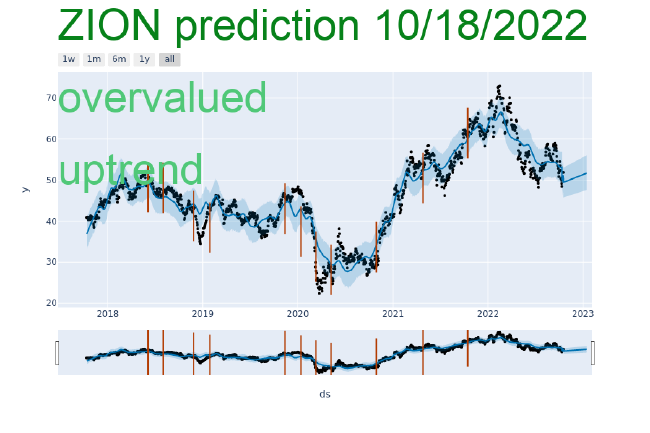 ZION prediction 10/18/2022
1w 1m 6m 1y all
overvalued
uptrend
70
60
50
40
30
20
y
2018 2019 2020 2021 2022 2023
ds